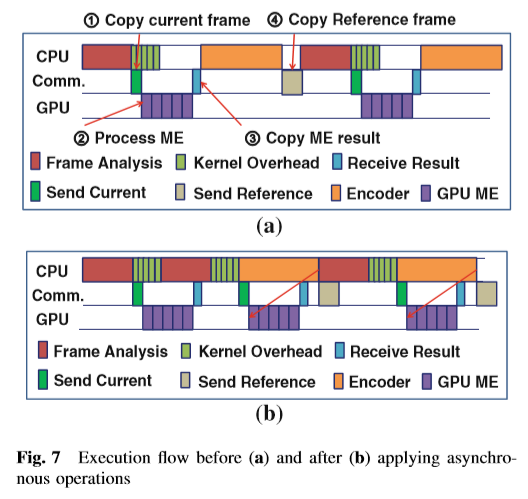 ① Copy current frame ④ Copy Reference frame
CPU
Comm.
GPU
② Process ME ③ Copy ME result
Frame Analysis Kernel Overhead Receive Result
Send Current Send Reference Encoder GPU ME
(a)
CPU
Comm.
GPU
Frame Analysis Kernel Overhead Receive Result
Send Current Send Reference Encoder GPU ME
(b)
Fig. 7 Execution flow before (a) and after (b) applying asynchro-
nous operations